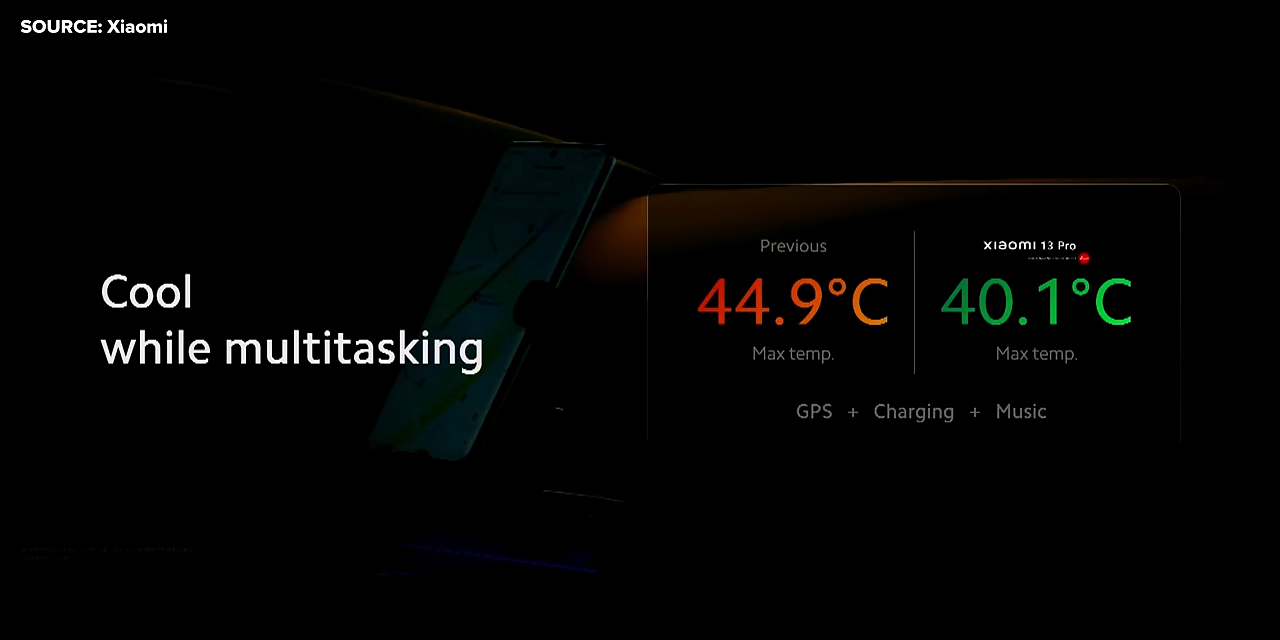 SOURCE: Xiaomi
Cool
while multitasking
Previous
44.9°C
Max temp.
xiaomi 13 Pro
40.1°C
Max temp.
GPS + Charging + Music